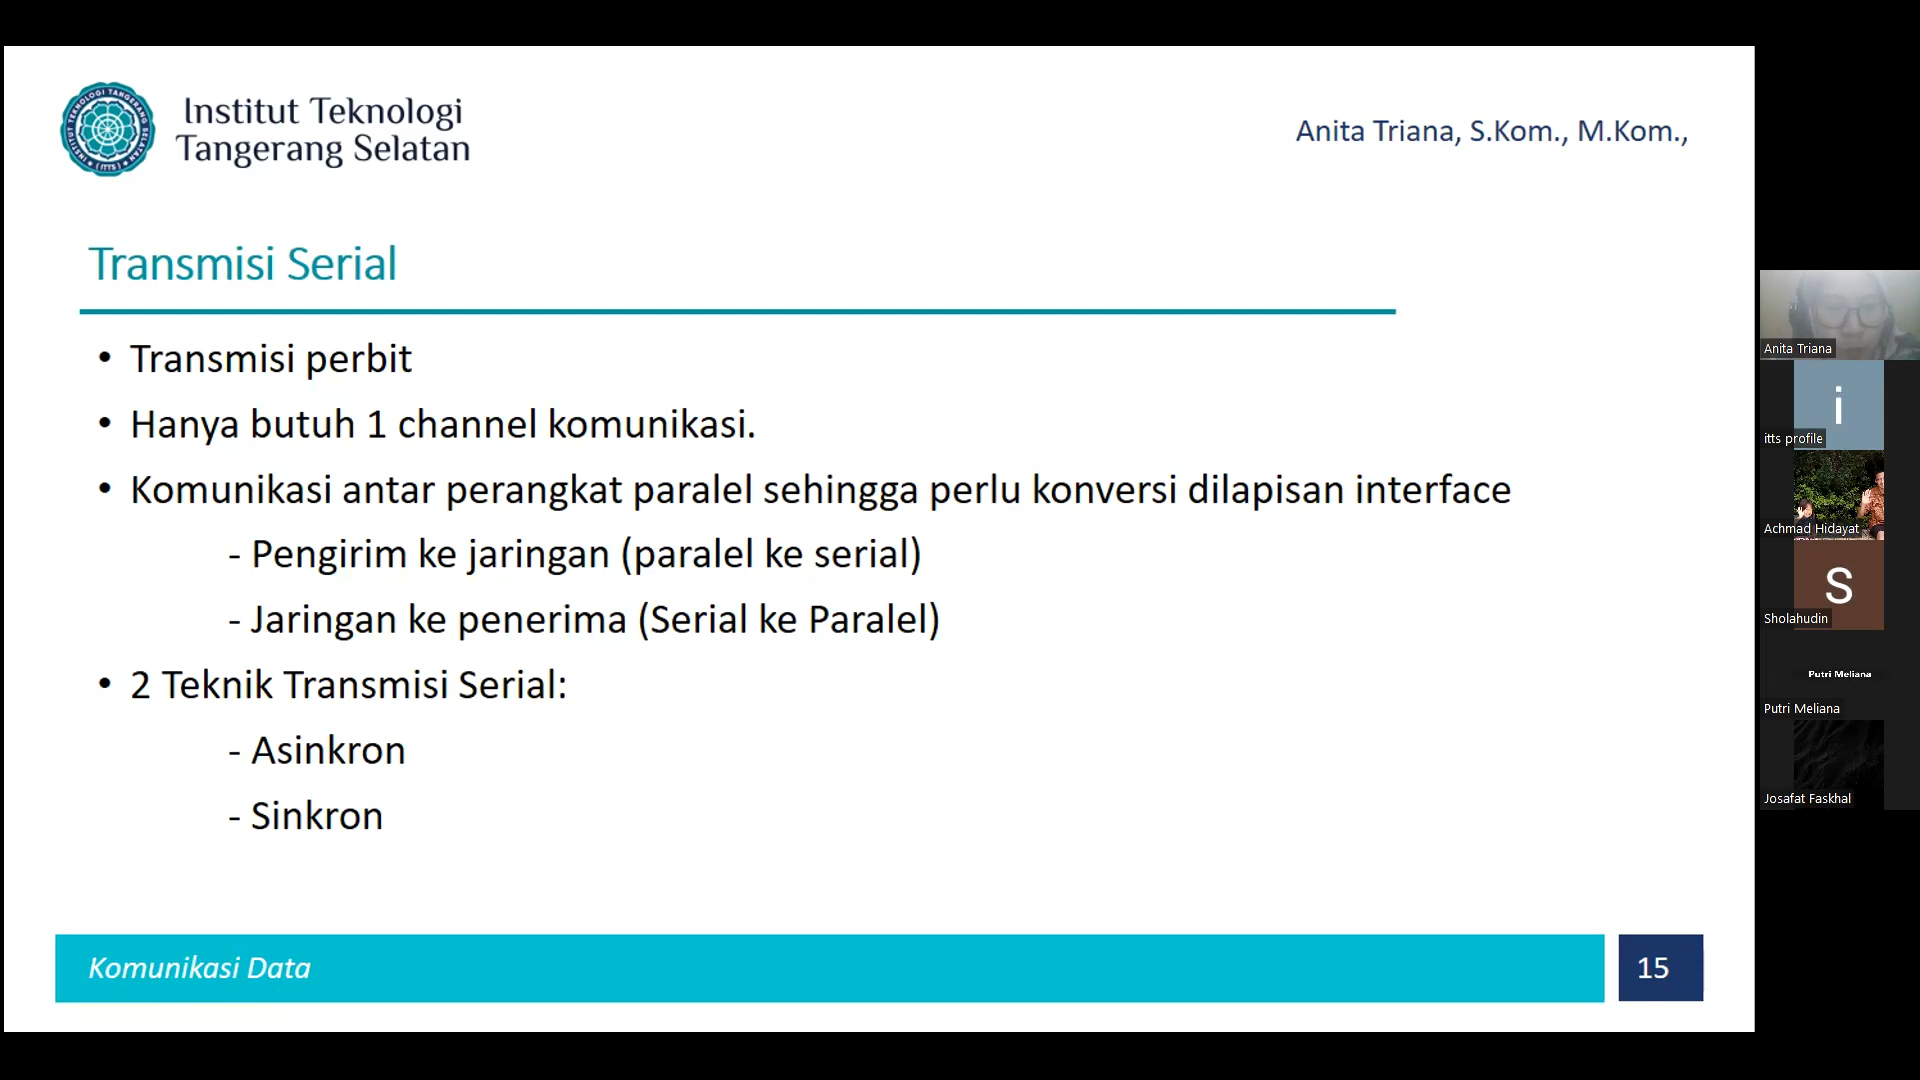 Institut Teknologi
Tangerang Selatan
Anita Triana, S.Kom., M.Kom.,
Transmisi Serial
• Transmisi perbit
• Hanya butuh 1 channel komunikasi.
• Komunikasi antar perangkat paralel sehingga perlu konversi dilapisan interface
- Pengirim ke jaringan (paralel ke serial)
- Jaringan ke penerima (Serial ke Paralel)
• 2 Teknik Transmisi Serial:
- Asinkron
- Sinkron
Komunikasi Data
15
Anita Triana
i
itts profile
Achmad Hidayat
S
Sholahudin
Putri Meliana
Putri Meliana
Josafat Faskhal